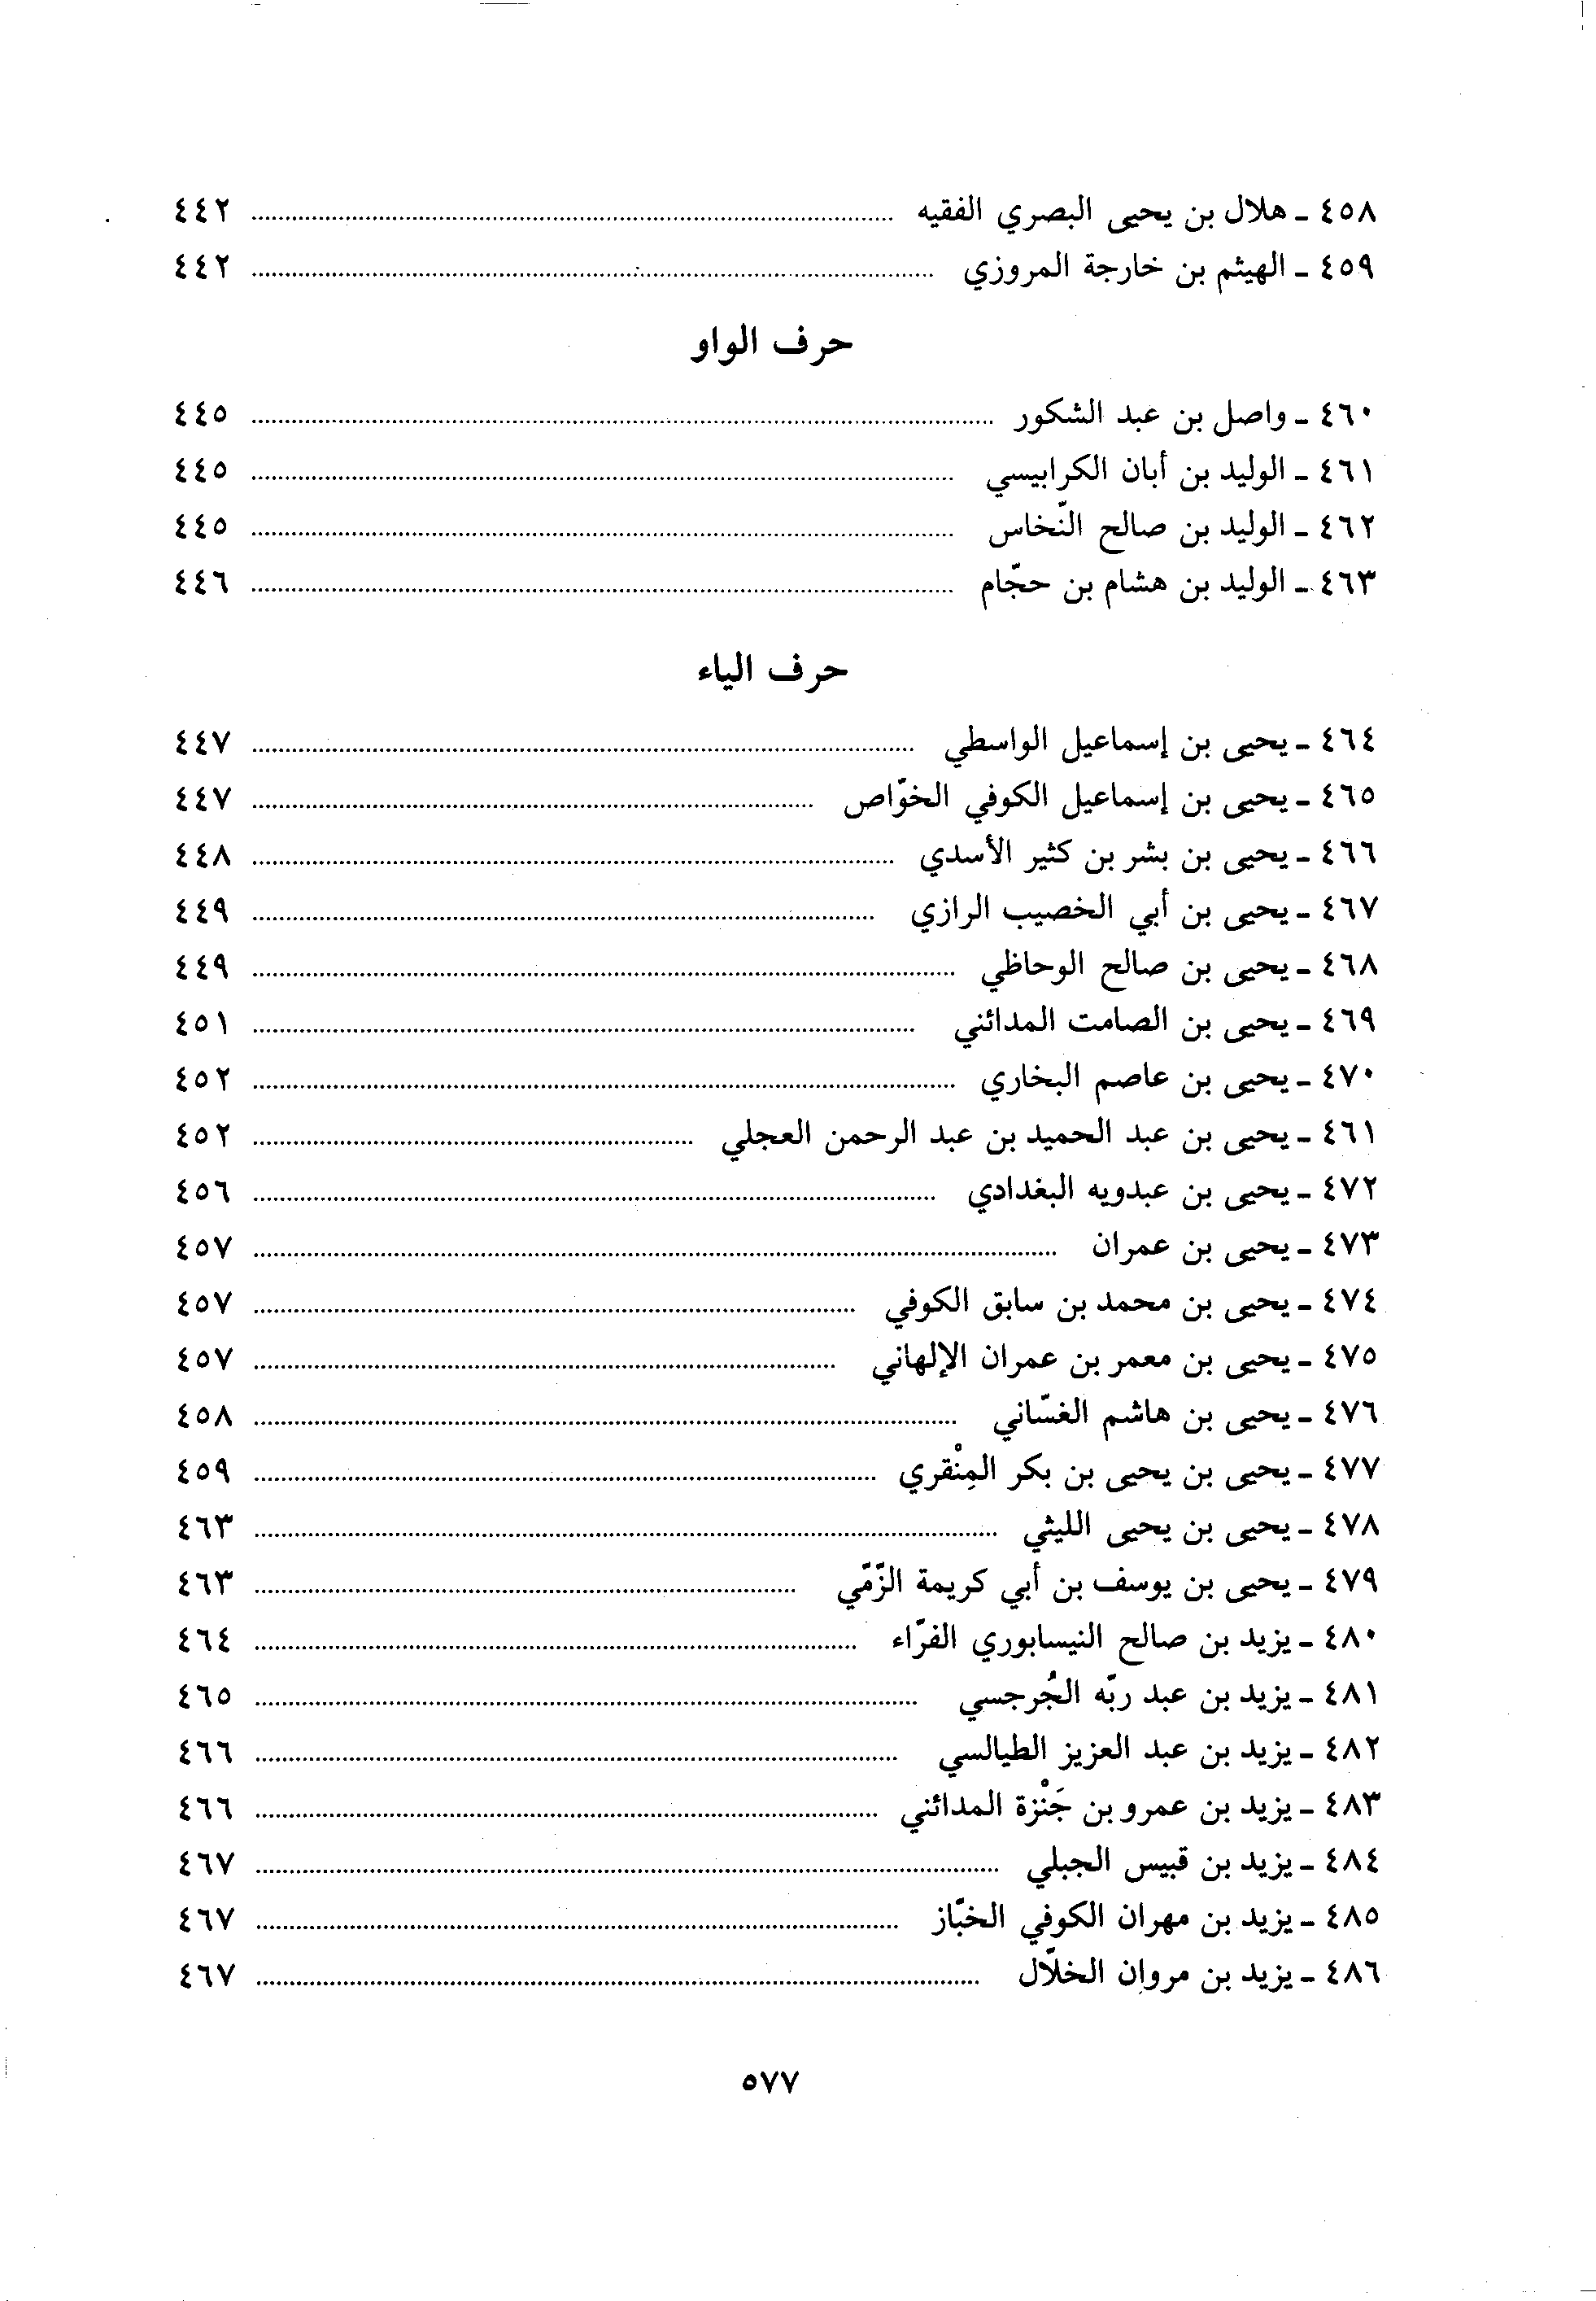 ٤٥٨ ـ هلال بن يحيى البصري الفقيه ................ ٤٤٢
٤٥٩ ـ الهيثم بن خارجة المروزي ................ ٤٤٢
حرف الواو
٤٦٠ ـ واصل بن عبد الشكور ................ ٤٤٥
٤٦١ ـ الوليد بن أبان الكرابيسي ................ ٤٤٥
٤٦٢ ـ الوليد بن صالح النّخاس ................ ٤٤٥
٤٦٣ ـ الوليد بن هشام بن حجّام ................ ٤٤٦
حرف الياء
٤٦٤ ـ يحيى بن إسماعيل الواسطي ................ ٤٤٧
٤٦٥ ـ يحيى بن إسماعيل الكوفي الخوّاص ................ ٤٤٧
٤٦٦ ـ يحيى بن بشر بن كثير الأسدي ................ ٤٤٨
٤٦٧ ـ يحيى بن أبي الخصيب الرازي ................ ٤٤٩
٤٦٨ ـ يحيى بن صالح الوحاظي ................ ٤٤٩
٤٦٩ ـ يحيى بن الصامت المدائني ................ ٤٥١
٤٧٠ ـ يحيى بن عاصم البخاري ................ ٤٥٢
٤٦١ ـ يحيى بن عبد الحميد بن عبد الرحمن العجلي ................ ٤٥٢
٤٧٢ ـ يحيى بن عبدويه البغدادي ................ ٤٥٦
٤٧٣ ـ يحيى بن عمران ................ ٤٥٧
٤٧٤ ـ يحيى بن محمد بن سابق الكوفي ................ ٤٥٧
٤٧٥ ـ يحيى بن معمر بن عمران الإلهاني ................ ٤٥٧
٤٧٦ ـ يحيى بن هاشم الغسّاني ................ ٤٥٨
٤٧٧ ـ يحيى بن يحيى بن بكر المِنْقري ................ ٤٥٩
٤٧٨ ـ يحيى بن يحيى الليثي ................ ٤٦٣
٤٧٩ ـ يحيى بن يوسف بن أبي كريمة الزّمّي ................ ٤٦٣
٤٨٠ ـ يزيد بن صالح النيسابوري الفرّاء ................ ٤٦٤
٤٨١ ـ يزيد بن عبد ربّه الجُرجسي ................ ٤٦٥
٤٨٢ ـ يزيد بن عبد العزيز الطيالسي ................ ٤٦٦
٤٨٣ ـ يزيد بن عمرو بن جَنْزة المدائني ................ ٤٦٦
٤٨٤ ـ يزيد بن قبيس الجبلي ................ ٤٦٧
٤٨٥ ـ يزيد بن مهران الكوفي الخبّاز ................ ٤٦٧
٤٨٦ ـ يزيد بن مروان الخلّال ................ ٤٦٧
٥٧٧